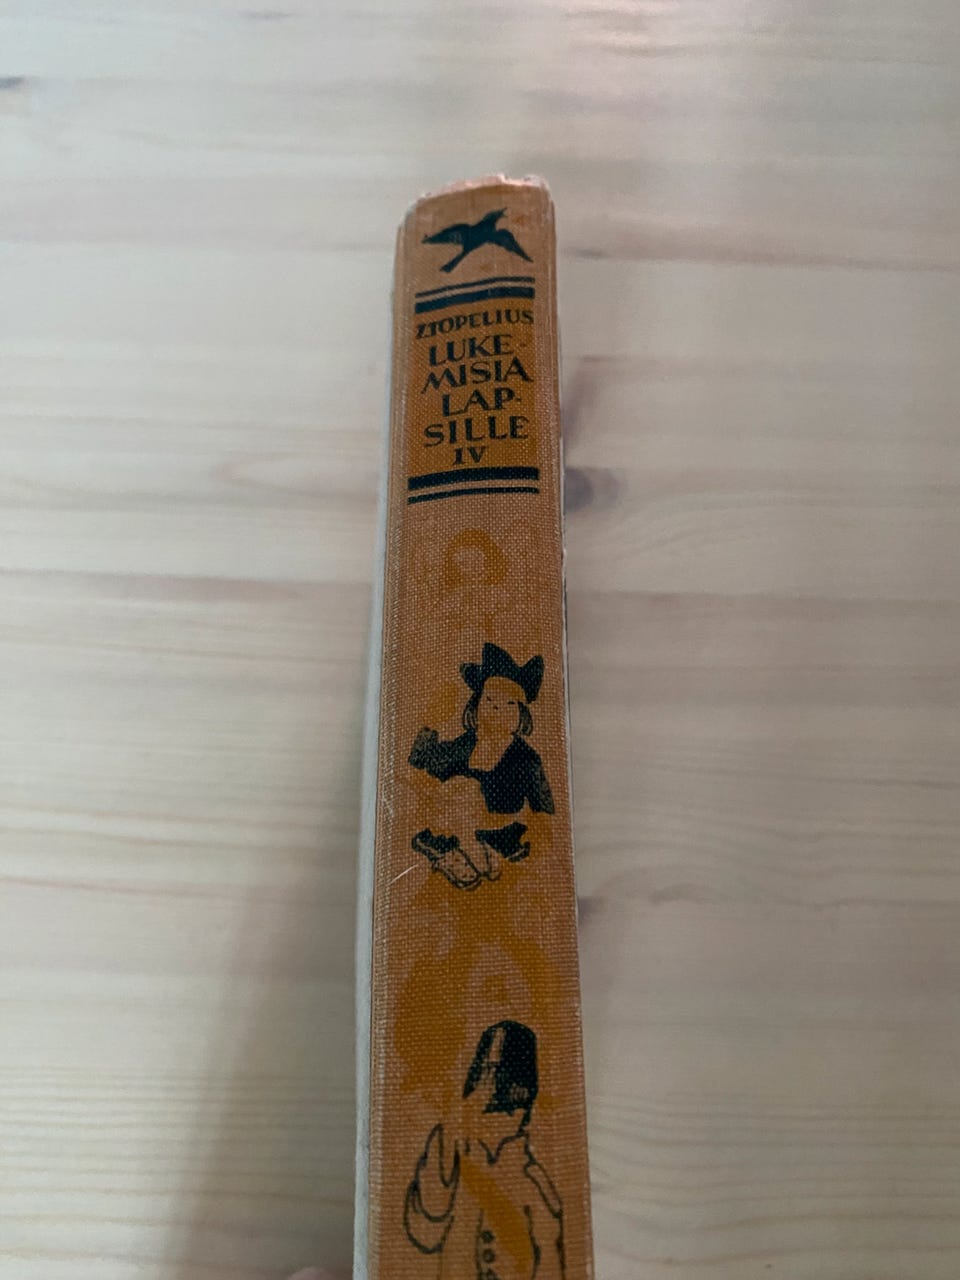 Z.TOPELIUS
LUKE-
MISIA
LAP-
SILLE
IV